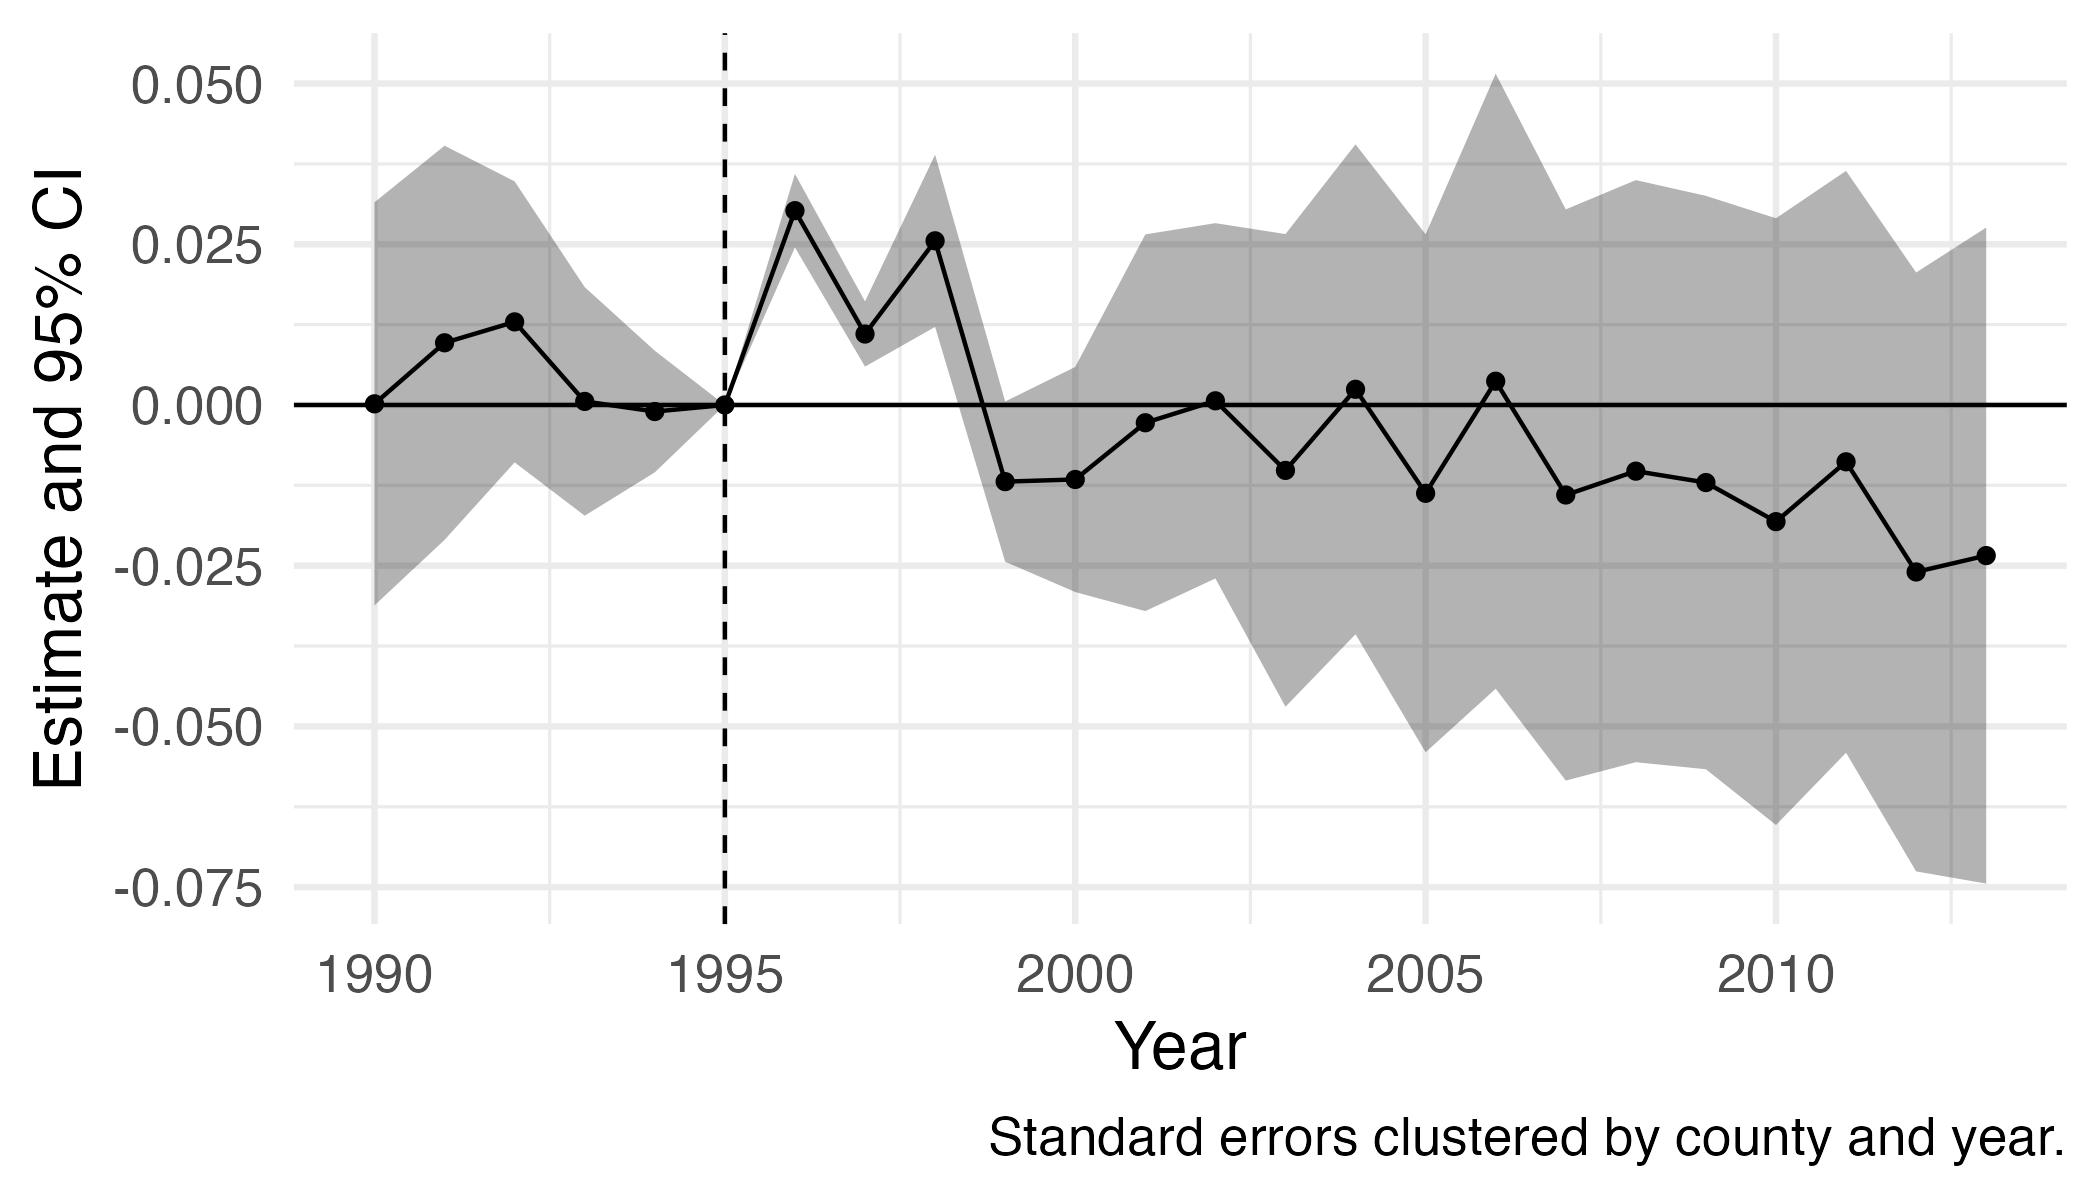 Estimate and 95% CI
0.050
0.025
0.000
-0.025
-0.050
-0.075
1990 1995 2000 2005 2010
Year
Standard errors clustered by county and year.